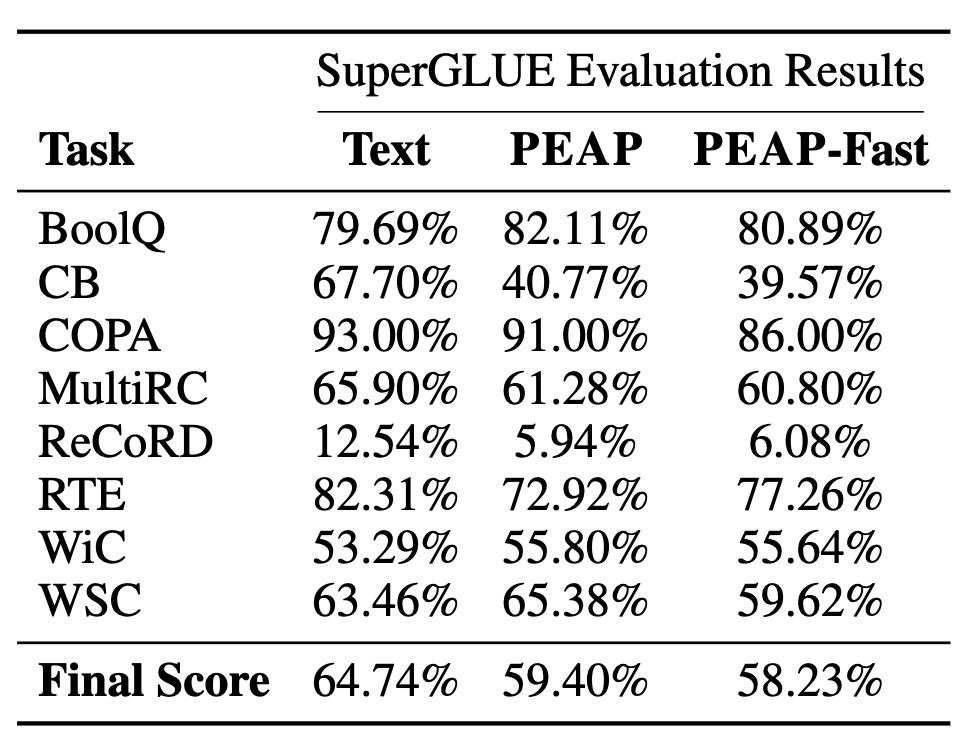 SuperGLUE Evaluation Results
Task Text PEAP PEAP-Fast
BoolQ 79.69% 82.11% 80.89%
CB 67.70% 40.77% 39.57%
COPA 93.00% 91.00% 86.00%
MultiRC 65.90% 61.28% 60.80%
ReCoRD 12.54% 5.94% 6.08%
RTE 82.31% 72.92% 77.26%
WiC 53.29% 55.80% 55.64%
WSC 63.46% 65.38% 59.62%
Final Score 64.74% 59.40% 58.23%